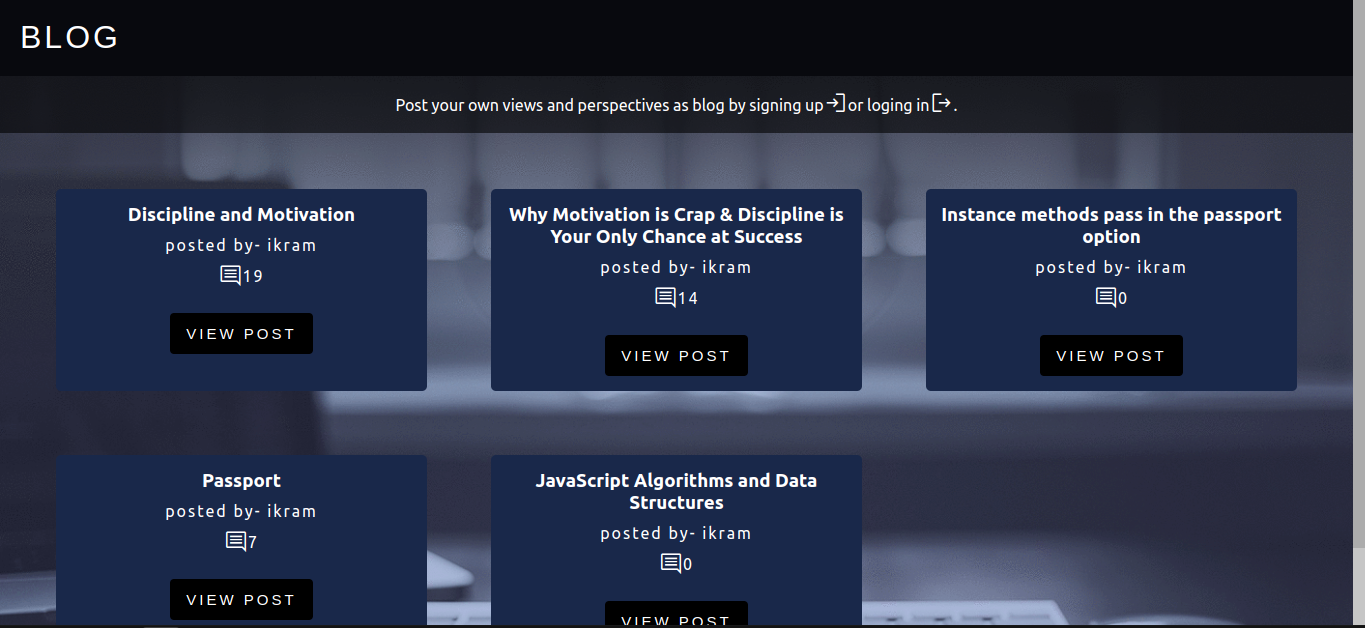 BLOG
Post your own views and perspectives as blog by signing up or loging in .
Discipline and Motivation
posted by- ikram
19
VIEW POST
Why Motivation is Crap & Discipline is
Your Only Chance at Success
posted by- ikram
14
VIEW POST
Instance methods pass in the passport
option
posted by- ikram
0
VIEW POST
Passport
posted by- ikram
7
VIEW POST
JavaScript Algorithms and Data
Structures
posted by- ikram
0
VIEW POST